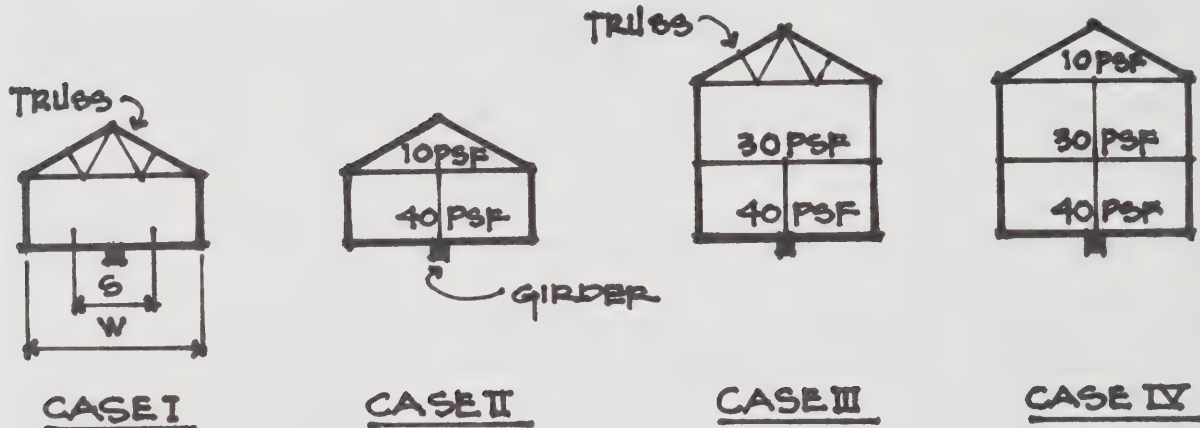 TRUSS
10 PSF
40 PSF
S
W
GIRDER
CASE I
CASE II
TRUSS
30 PSF
40 PSF
10 PSF
30 PSF
40 PSF
CASE III
CASE IV